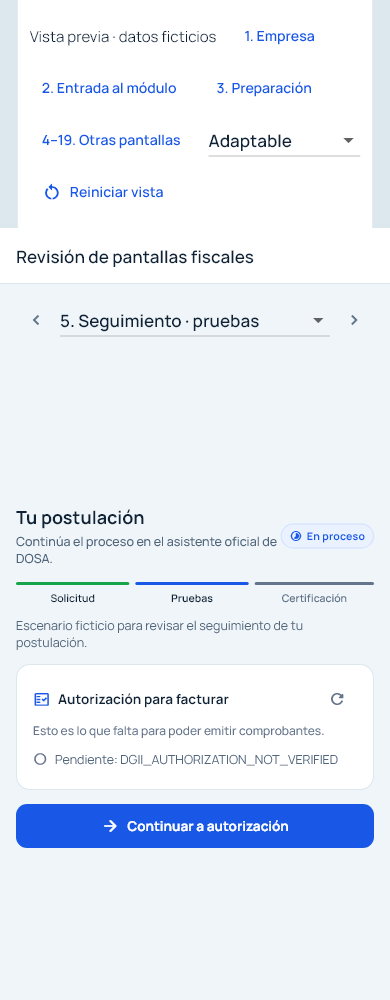 Vista previa · datos ficticios
1. Empresa
2. Entrada al módulo
3. Preparación
4–19. Otras pantallas
Adaptable
Reiniciar vista
Revisión de pantallas fiscales
5. Seguimiento · pruebas
Tu postulación
Continúa el proceso en el asistente oficial de
DOSA.
En proceso
Solicitud
Pruebas
Certificación
Escenario ficticio para revisar el seguimiento de tu
postulación.
Autorización para facturar
Esto es lo que falta para poder emitir comprobantes.
Pendiente: DGII_AUTHORIZATION_NOT_VERIFIED
Continuar a autorización